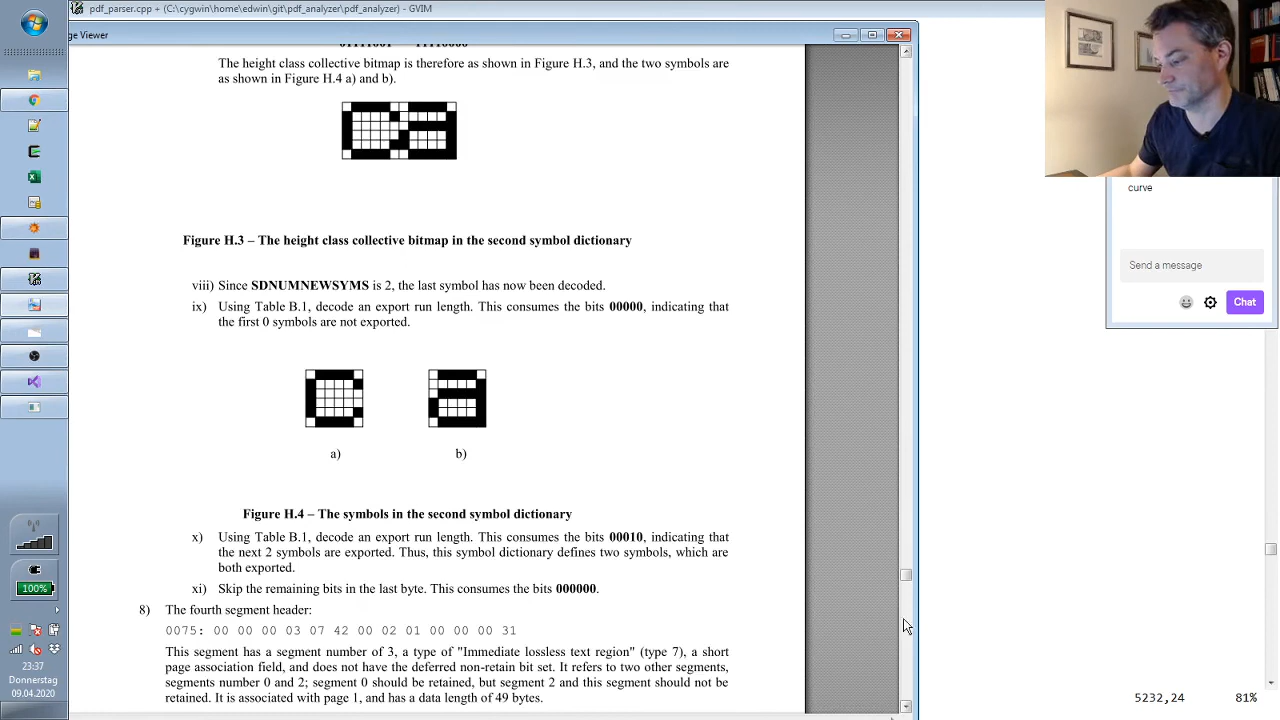 pdf_parser.cpp + (C:\cygwin\home\edwin\git\pdf_analyzer\pdf_analyzer) - GVIM
ge Viewer
01111001 11110000
The height class collective bitmap is therefore as shown in Figure H.3, and the two symbols are
as shown in Figure H.4 a) and b).
Figure H.3 – The height class collective bitmap in the second symbol dictionary
viii) Since SDNUMNEWSYMS is 2, the last symbol has now been decoded.
ix) Using Table B.1, decode an export run length. This consumes the bits 00000, indicating that
the first 0 symbols are not exported.
a) b)
Figure H.4 – The symbols in the second symbol dictionary
x) Using Table B.1, decode an export run length. This consumes the bits 00010, indicating that
the next 2 symbols are exported. Thus, this symbol dictionary defines two symbols, which are
both exported.
xi) Skip the remaining bits in the last byte. This consumes the bits 000000.
8) The fourth segment header:
0075: 00 00 00 03 07 42 00 02 01 00 00 00 31
This segment has a segment number of 3, a type of "Immediate lossless text region" (type 7), a short
page association field, and does not have the deferred non-retain bit set. It refers to two other segments,
segments number 0 and 2; segment 0 should be retained, but segment 2 and this segment should not be
retained. It is associated with page 1, and has a data length of 49 bytes.
curve
Send a message
Chat
100%
23:37
Donnerstag
09.04.2020
5232,24 81%